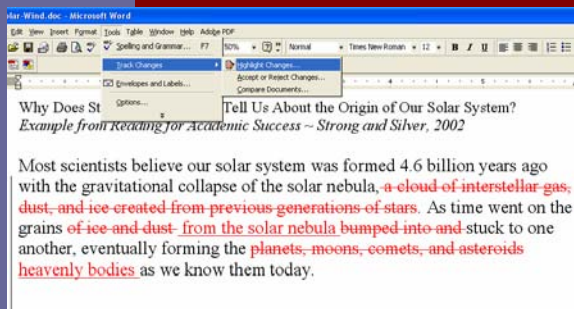 lar-Wind.doc - Microsoft Word
Edit View Insert Format Tools Table Window Help Adobe PDF
Spelling and Grammar... F7 50% Normal Times New Roman 12 B I U
Track Changes Highlight Changes...
Accept or Reject Changes...
Envelopes and Labels... Compare Documents...
Options...
Why Does St Tell Us About the Origin of Our Solar System?
Example from Reading for Academic Success ~ Strong and Silver, 2002
Most scientists believe our solar system was formed 4.6 billion years ago
with the gravitational collapse of the solar nebula, a cloud of interstellar gas,
dust, and ice created from previous generations of stars. As time went on the
grains of ice and dust from the solar nebula bumped into and stuck to one
another, eventually forming the planets, moons, comets, and asteroids
heavenly bodies as we know them today.